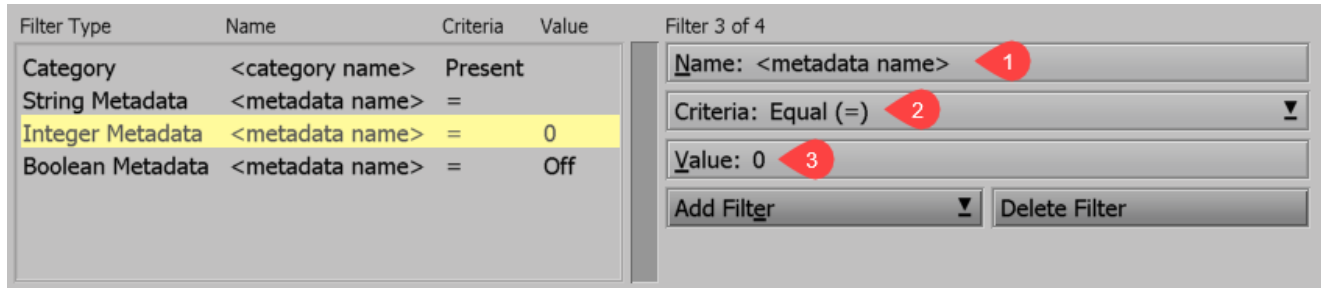 Filter Type Name Criteria Value
Category <category name> Present
String Metadata <metadata name> =
Integer Metadata <metadata name> = 0
Boolean Metadata <metadata name> = Off
Filter 3 of 4
Name: <metadata name> 1
Criteria: Equal (=) 2
Value: 0 3
Add Filter Delete Filter